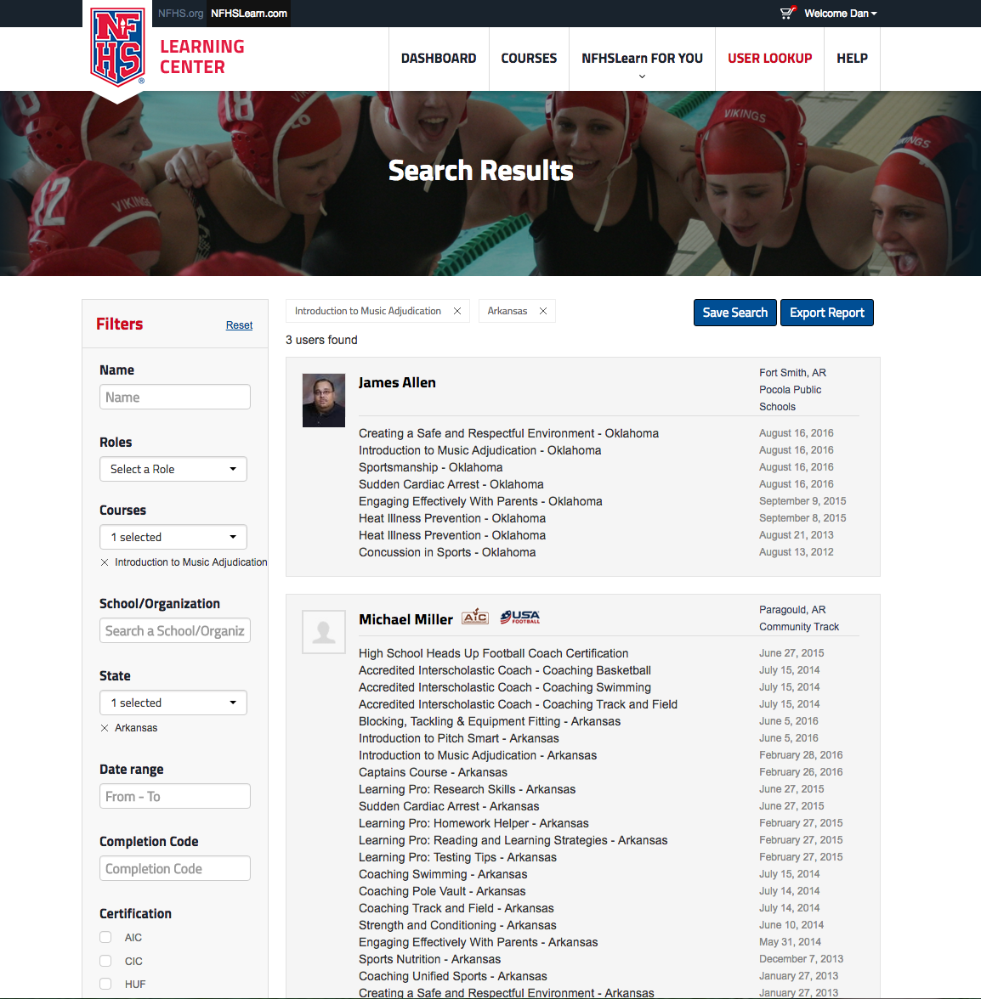 NFHS.org NFHSLearn.com
Welcome Dan
NF
HS
®
LEARNING
CENTER
DASHBOARD COURSES NFHSLearn FOR YOU USER LOOKUP HELP
18
12
VIKINGS
VIKINGS
Search Results
Filters Reset
Name
Name
Roles
Select a Role
Courses
1 selected
Introduction to Music Adjudication
School/Organization
Search a School/Organiz
State
1 selected
Arkansas
Date range
From - To
Completion Code
Completion Code
Certification
AIC
CIC
HUF
Introduction to Music Adjudication Arkansas
Save Search Export Report
3 users found
James Allen
Fort Smith, AR
Pocola Public
Schools
Creating a Safe and Respectful Environment - Oklahoma August 16, 2016
Introduction to Music Adjudication - Oklahoma August 16, 2016
Sportsmanship - Oklahoma August 16, 2016
Sudden Cardiac Arrest - Oklahoma August 16, 2016
Engaging Effectively With Parents - Oklahoma September 9, 2015
Heat Illness Prevention - Oklahoma September 8, 2015
Heat Illness Prevention - Oklahoma August 21, 2013
Concussion in Sports - Oklahoma August 13, 2012
Michael Miller AIC USA FOOTBALL
Paragould, AR
Community Track
High School Heads Up Football Coach Certification June 27, 2015
Accredited Interscholastic Coach - Coaching Basketball July 15, 2014
Accredited Interscholastic Coach - Coaching Swimming July 15, 2014
Accredited Interscholastic Coach - Coaching Track and Field July 15, 2014
Blocking, Tackling & Equipment Fitting - Arkansas June 5, 2016
Introduction to Pitch Smart - Arkansas June 5, 2016
Introduction to Music Adjudication - Arkansas February 28, 2016
Captains Course - Arkansas February 26, 2016
Learning Pro: Research Skills - Arkansas June 27, 2015
Sudden Cardiac Arrest - Arkansas June 27, 2015
Learning Pro: Homework Helper - Arkansas February 27, 2015
Learning Pro: Reading and Learning Strategies - Arkansas February 27, 2015
Learning Pro: Testing Tips - Arkansas February 27, 2015
Coaching Swimming - Arkansas July 15, 2014
Coaching Pole Vault - Arkansas July 14, 2014
Coaching Track and Field - Arkansas July 14, 2014
Strength and Conditioning - Arkansas June 10, 2014
Engaging Effectively With Parents - Arkansas May 31, 2014
Sports Nutrition - Arkansas December 7, 2013
Coaching Unified Sports - Arkansas January 27, 2013
Creating a Safe and Respectful Environment - Arkansas January 27, 2013